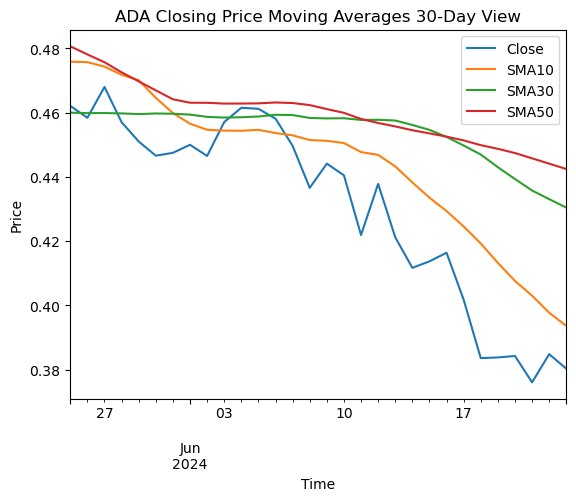 ADA Closing Price Moving Averages 30-Day View
Close
SMA10
SMA30
SMA50
Price
0.48
0.46
0.44
0.42
0.40
0.38
27
03
10
17
Jun
2024
Time